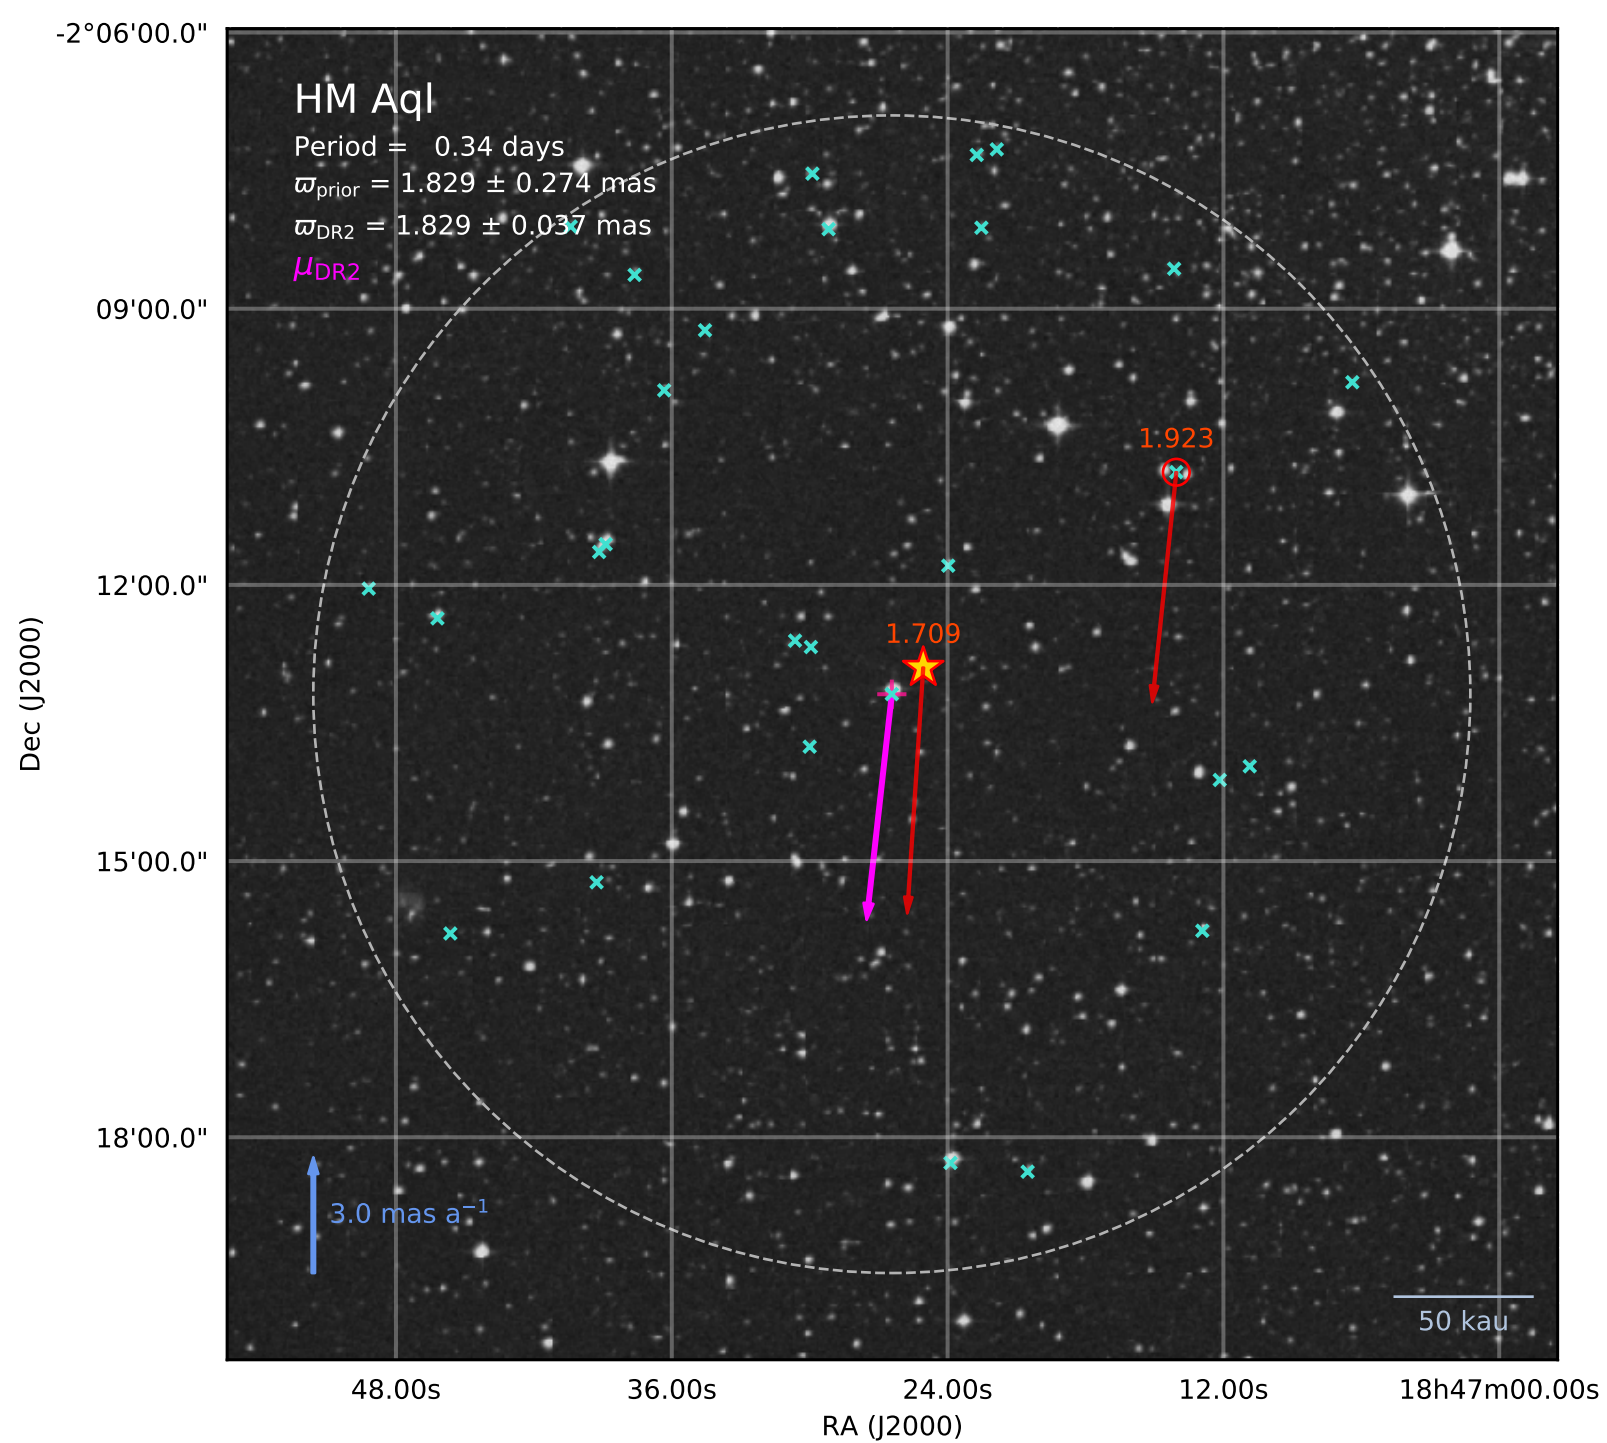 -2°06'00.0"
HM Aql
Period = 0.34 days
ϖprior = 1.829 ± 0.274 mas
ϖDR2 = 1.829 ± 0.037 mas
μDR2
09'00.0"
1.923
12'00.0"
1.709
Dec (J2000)
15'00.0"
18'00.0"
3.0 mas a⁻¹
50 kau
48.00s 36.00s 24.00s 12.00s 18h47m00.00s
RA (J2000)